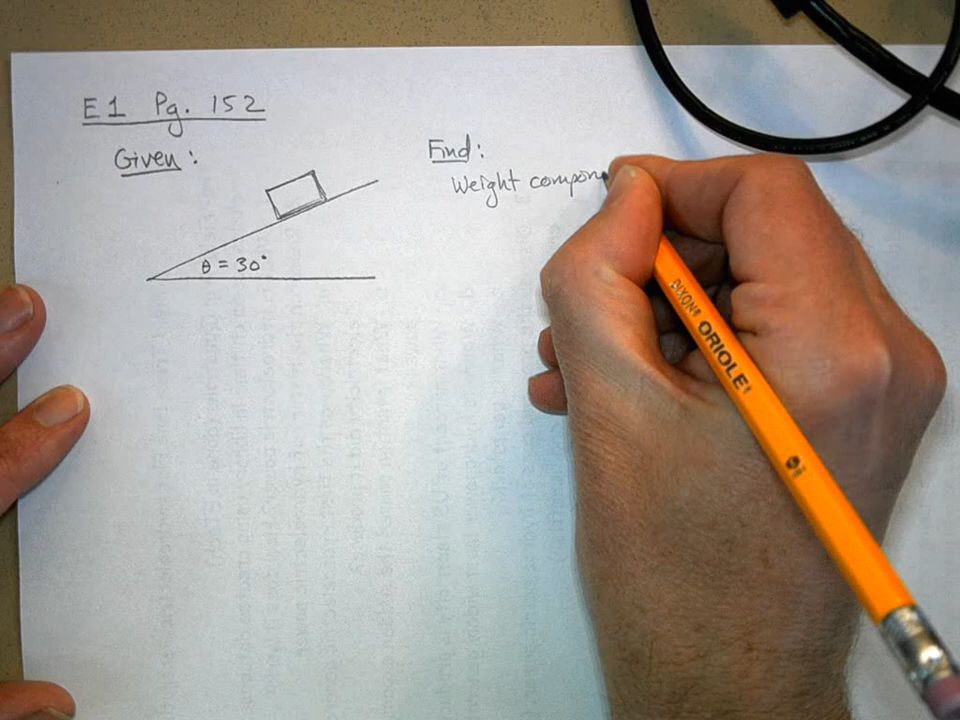 E1 Pg. 152
Given:
θ = 30°
Find:
Weight compon
DIXON® ORIOLE®